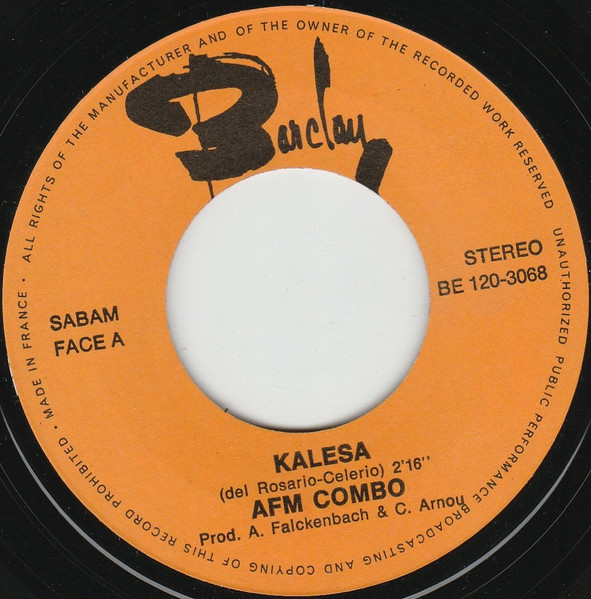 ALL RIGHTS OF THE MANUFACTURER AND OF THE OWNER OF THE RECORDED WORK RESERVED
UNAUTHORIZED PUBLIC PERFORMANCE BROADCASTING AND COPYING OF THIS RECORD PROHIBITED • MADE IN FRANCE •
Barclay
STEREO
BE 120-3068
SABAM
FACE A
KALESA
(del Rosario-Celerio) 2'16''
AFM COMBO
Prod. A. Falckenbach & C. Arnou